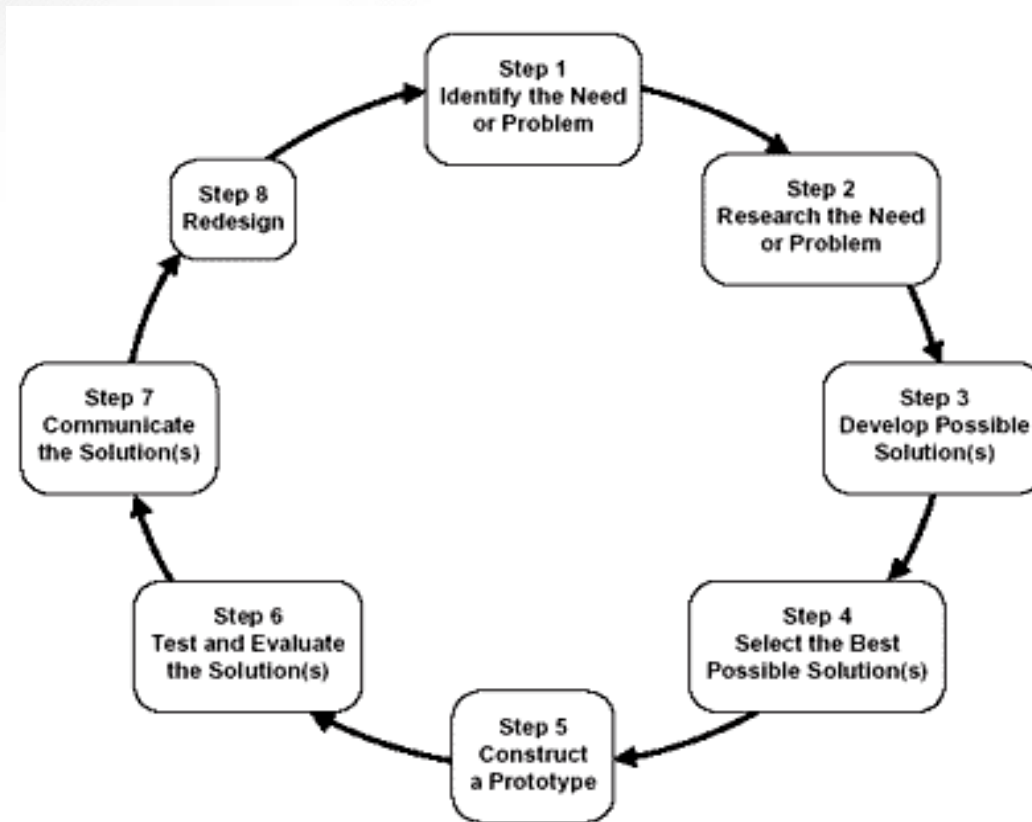 Step 1
Identify the Need
or Problem
Step 2
Research the Need
or Problem
Step 3
Develop Possible
Solution(s)
Step 4
Select the Best
Possible Solution(s)
Step 5
Construct
a Prototype
Step 6
Test and Evaluate
the Solution(s)
Step 7
Communicate
the Solution(s)
Step 8
Redesign